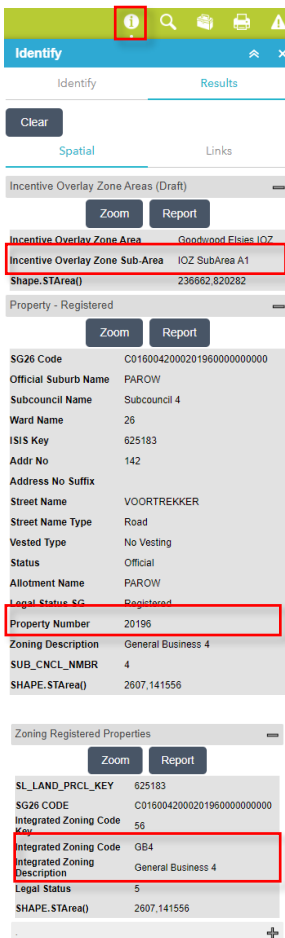 Identify
Identify Results
Clear
Spatial Links
Incentive Overlay Zone Areas (Draft)
Zoom Report
Incentive Overlay Zone Area Goodwood Elsies IOZ
Incentive Overlay Zone Sub-Area IOZ SubArea A1
Shape.STArea() 236662,820282
Property - Registered
Zoom Report
SG26 Code C0160042000201960000000000
Official Suburb Name PAROW
Subcouncil Name Subcouncil 4
Ward Name 26
ISIS Key 625183
Addr No 142
Address No Suffix
Street Name VOORTREKKER
Street Name Type Road
Vested Type No Vesting
Status Official
Allotment Name PAROW
Legal Status SG Registered
Property Number 20196
Zoning Description General Business 4
SUB_CNCL_NMBR 4
SHAPE.STArea() 2607,141556
Zoning Registered Properties
Zoom Report
SL_LAND_PRCL_KEY 625183
SG26 CODE C0160042000201960000000000
Integrated Zoning Code
Key 56
Integrated Zoning Code GB4
Integrated Zoning
Description General Business 4
Legal Status 5
SHAPE.STArea() 2607,141556
.